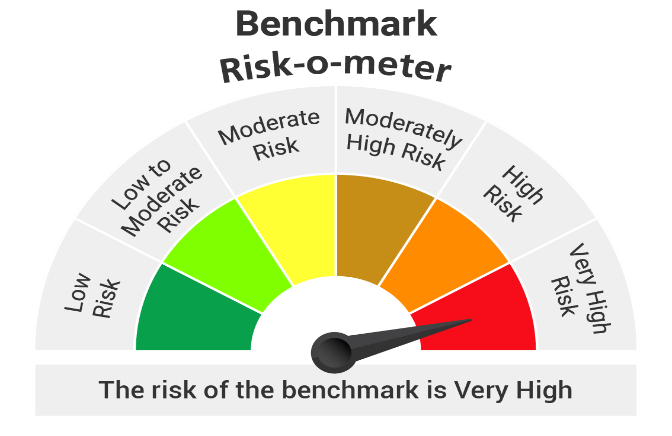 Benchmark
Risk-o-meter
Low
Risk
Low to
Moderate
Risk
Moderate
Risk
Moderately
High Risk
High
Risk
Very High
Risk
The risk of the benchmark is Very High